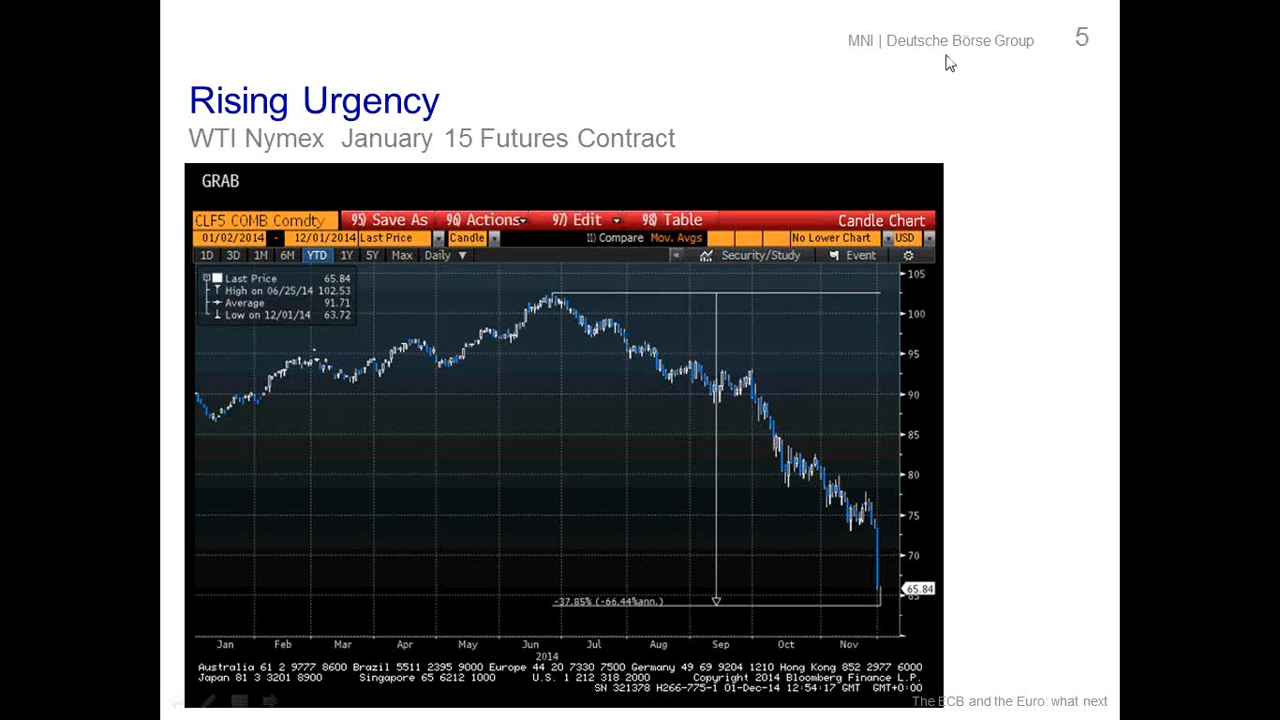 MNI | Deutsche Börse Group 5
Rising Urgency
WTI Nymex January 15 Futures Contract
GRAB
CLF5 COMB Comdty 95) Save As 96) Actions 97) Edit 98) Table Candle Chart
01/02/2014 - 12/01/2014 Last Price Candle 11) Compare Mov. Avgs No Lower Chart USD
1D 3D 1M 6M YTD 1Y 5Y Max Daily ▼ « Security/Study Event
Last Price 65.84
High on 06/25/14 102.53
Average 91.71
Low on 12/01/14 63.72
105
100
95
90
85
80
75
70
65.84
65
-37.85% (-66.44%ann.)
Jan Feb Mar Apr May Jun Jul Aug Sep Oct Nov
2014
Australia 61 2 9777 8600 Brazil 5511 2395 9000 Europe 44 20 7330 7500 Germany 49 69 9204 1210 Hong Kong 852 2977 6000
Japan 81 3 3201 8900 Singapore 65 6212 1000 U.S. 1 212 318 2000 Copyright 2014 Bloomberg Finance L.P.
SN 321378 H266-775-1 01-Dec-14 12:54:17 GMT GMT+0:00
The ECB and the Euro: what next